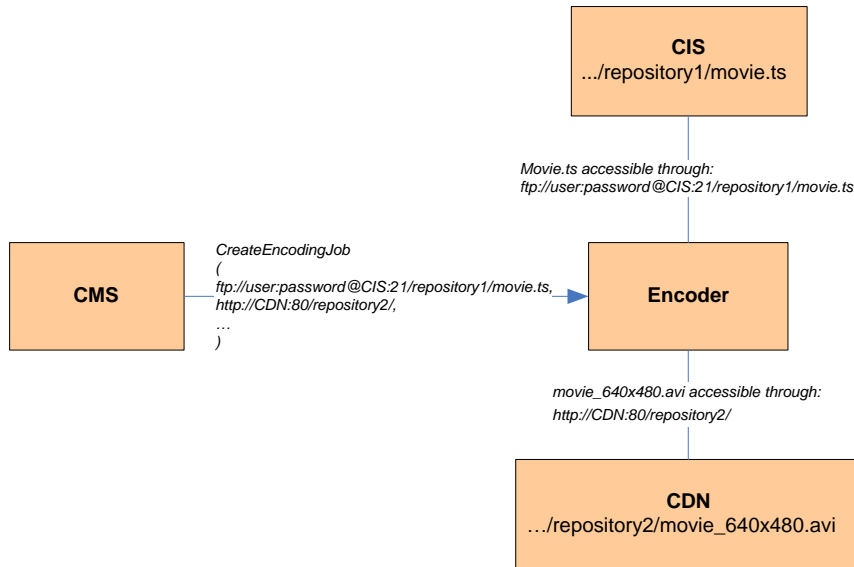 CIS
.../repository1/movie.ts
Movie.ts accessible through:
ftp://user:password@CIS:21/repository1/movie.ts
CMS
CreateEncodingJob
(
ftp://user:password@CIS:21/repository1/movie.ts,
http://CDN:80/repository2/,
…
)
Encoder
movie_640x480.avi accessible through:
http://CDN:80/repository2/
CDN
…/repository2/movie_640x480.avi